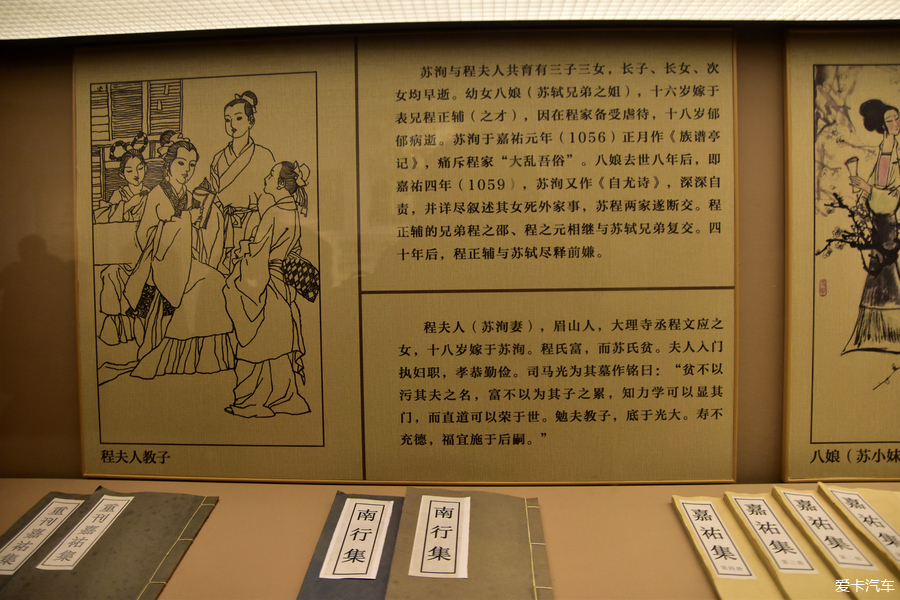 苏洵与程夫人共育有三子三女，长子、长女、次
女均早逝。幼女八娘（苏轼兄弟之姐），十六岁嫁于
表兄程正辅（之才），因在程家备受虐待，十八岁郁
郁病逝。苏洵于嘉祐元年（1056）正月作《族谱亭
记》，痛斥程家“大乱吾俗”。八娘去世八年后，即
嘉祐四年（1059），苏洵又作《自尤诗》，深深自
责，并详尽叙述其女死外家事，苏程两家遂断交。程
正辅的兄弟程之邵、程之元相继与苏轼兄弟复交。四
十年后，程正辅与苏轼尽释前嫌。
程夫人（苏洵妻），眉山人，大理寺丞程文应之
女，十八岁嫁于苏洵。程氏富，而苏氏贫。夫人入门
执妇职，孝恭勤俭。司马光为其墓作铭曰：“贫不以
污其夫之名，富不以为其子之累，知力学可以显其
门，而直道可以荣于世。勉夫教子，底于光大。寿不
充德，福宜施于后嗣。”
程夫人教子
八娘（苏小妹
重刊嘉祐集
重刊嘉祐集
南行集
南行集
嘉祐集
嘉祐集
嘉祐集
嘉祐集
爱卡汽车